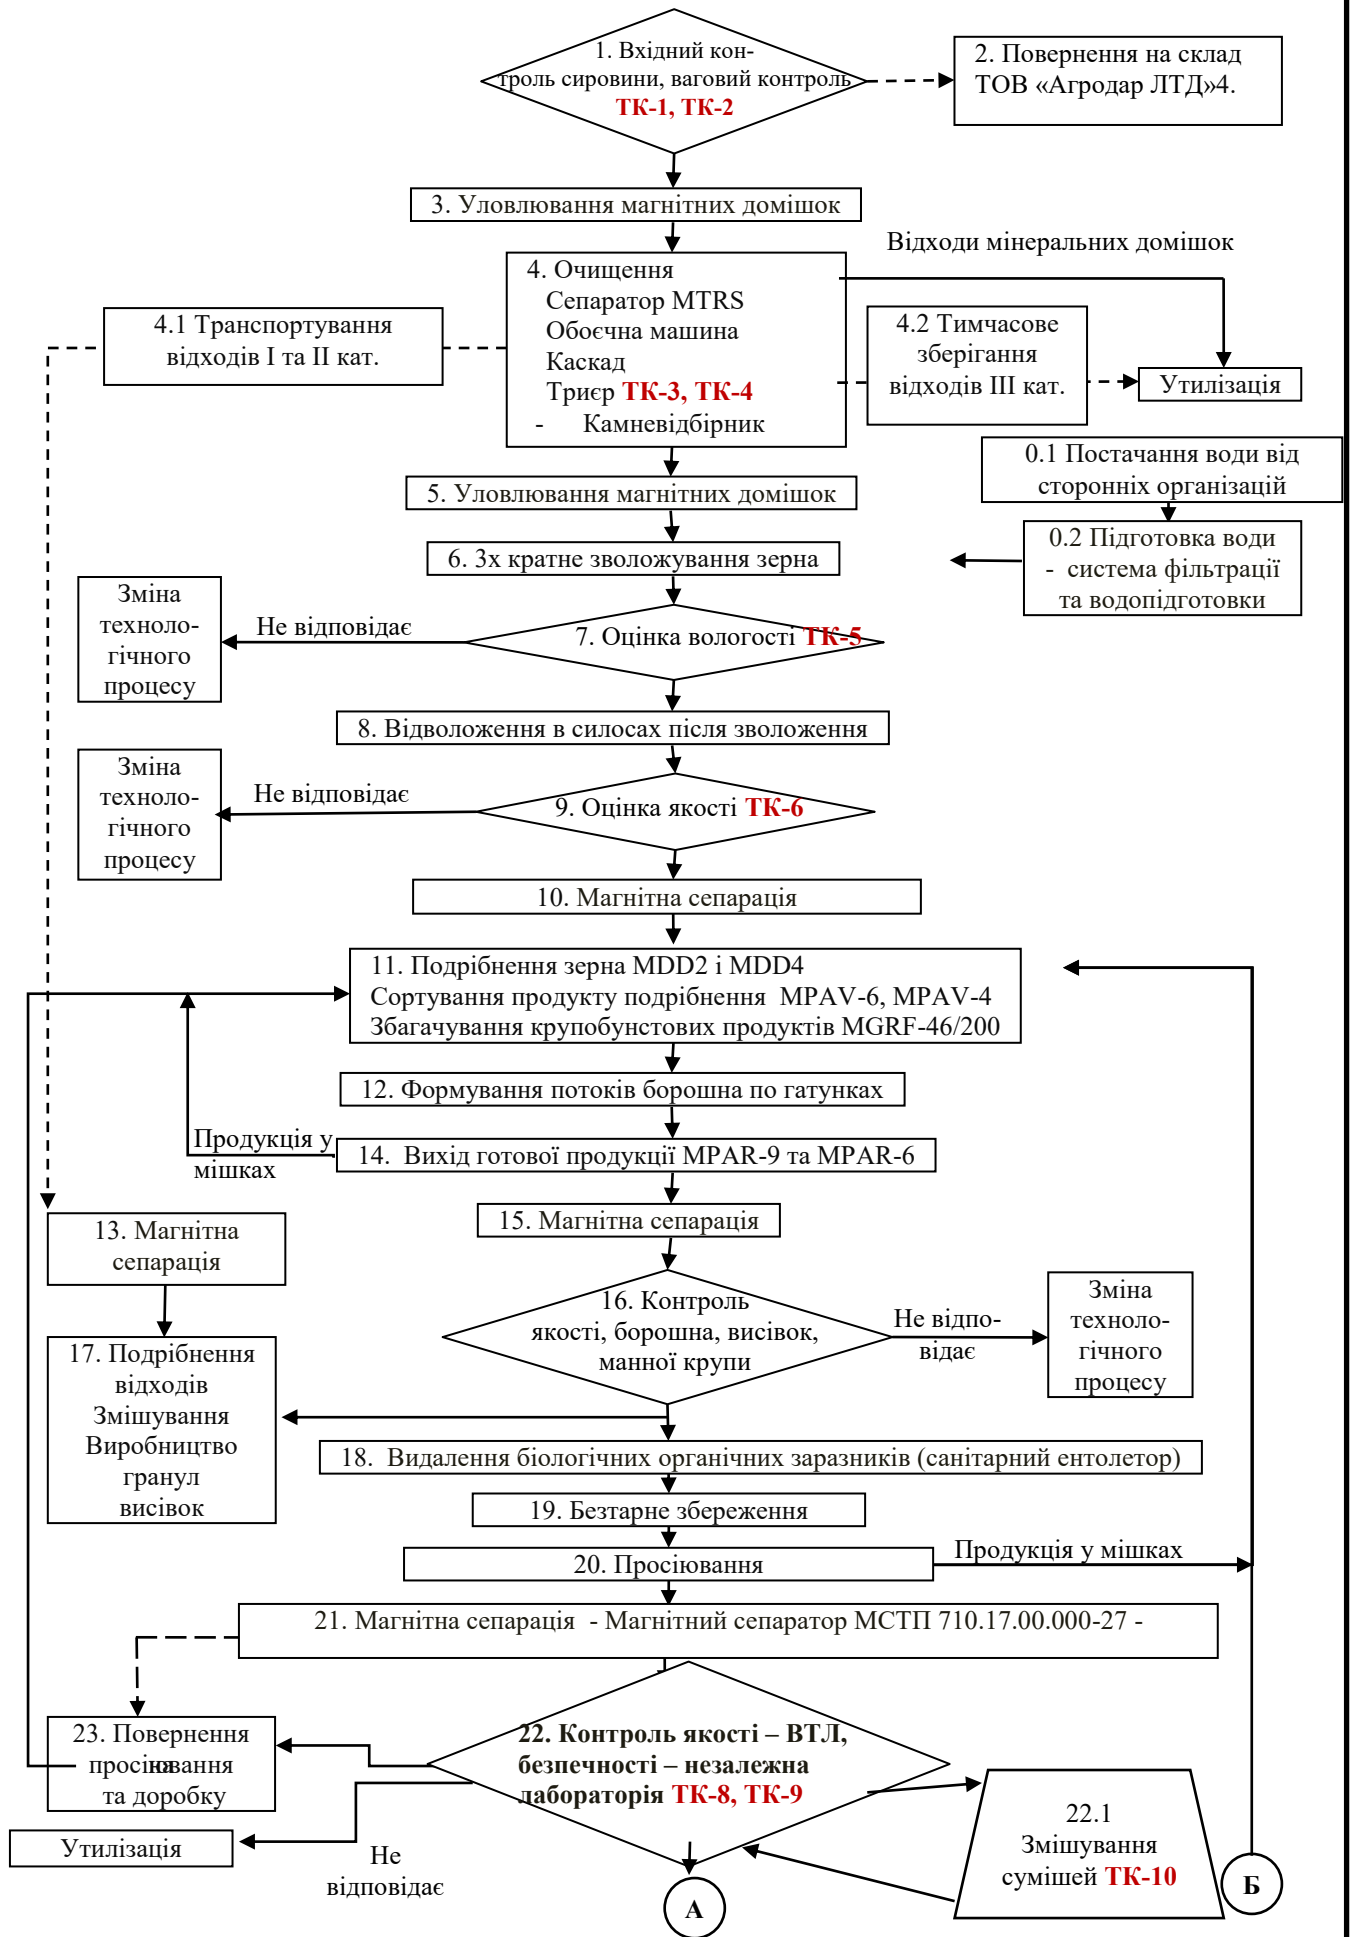 1. Вхідний кон-
троль сировини, ваговий контроль
ТК-1, ТК-2
2. Повернення на склад
ТОВ «Агродар ЛТД»4.
3. Уловлювання магнітних домішок
Відходи мінеральних домішок
4. Очищення
Сепаратор MTRS
Обоєчна машина
Каскад
Триєр ТК-3, ТК-4
- Камневідбірник
4.1 Транспортування
відходів І та ІІ кат.
4.2 Тимчасове
зберігання
відходів ІІІ кат.
Утилізація
0.1 Постачання води від
сторонніх організацій
5. Уловлювання магнітних домішок
0.2 Підготовка води
- система фільтрації
та водопідготовки
6. 3х кратне зволожування зерна
Зміна
техноло-
гічного
процесу
Не відповідає
7. Оцінка вологості ТК-5
8. Відволоження в силосах після зволоження
Зміна
техноло-
гічного
процесу
Не відповідає
9. Оцінка якості ТК-6
10. Магнітна сепарація
11. Подрібнення зерна MDD2 і MDD4
Сортування продукту подрібнення MPAV-6, MPAV-4
Збагачування крупобунстових продуктів MGRF-46/200
12. Формування потоків борошна по гатунках
Продукція у
мішках
14. Вихід готової продукції MPAR-9 та MPAR-6
15. Магнітна сепарація
13. Магнітна
сепарація
16. Контроль
якості, борошна, висівок,
манної крупи
Не відпо-
відає
Зміна
техноло-
гічного
процесу
17. Подрібнення
відходів
Змішування
Виробництво
гранул
висівок
18. Видалення біологічних органічних заразників (санітарний ентолетор)
19. Безтарне збереження
20. Просіювання
Продукція у мішках
21. Магнітна сепарація - Магнітний сепаратор МСТП 710.17.00.000-27 -
22. Контроль якості – ВТЛ,
безпечності – незалежна
лабораторія ТК-8, ТК-9
23. Повернення
на
просіювання
та доробку
Утилізація
Не
відповідає
22.1
Змішування
сумішей ТК-10
А
Б